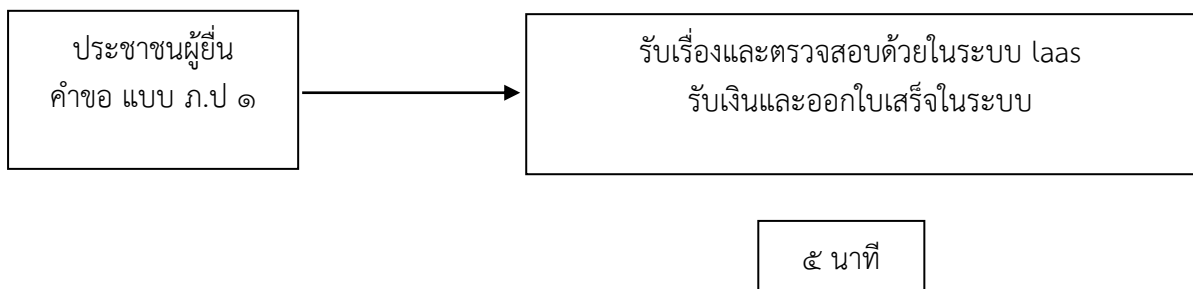 ประชาชนผู้ยื่น
คำขอ แบบ ภ.ป ๑
รับเรื่องและตรวจสอบด้วยในระบบ laas
รับเงินและออกใบเสร็จในระบบ
๕ นาที